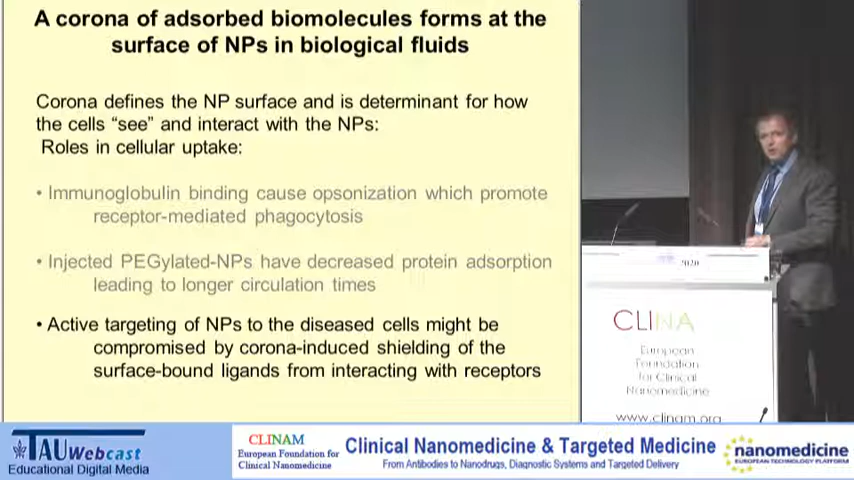 A corona of adsorbed biomolecules forms at the
surface of NPs in biological fluids
Corona defines the NP surface and is determinant for how
the cells “see” and interact with the NPs:
Roles in cellular uptake:
• Immunoglobulin binding cause opsonization which promote
receptor-mediated phagocytosis
• Injected PEGylated-NPs have decreased protein adsorption
leading to longer circulation times
• Active targeting of NPs to the diseased cells might be
compromised by corona-induced shielding of the
surface-bound ligands from interacting with receptors
2020
CLINA
European
Foundation
for Clinical
Nanomedicine
www.clinam.org
TAU Webcast
Educational Digital Media
CLINAM
European Foundation for
Clinical Nanomedicine
Clinical Nanomedicine & Targeted Medicine
From Antibodies to Nanodrugs, Diagnostic Systems and Targeted Delivery
nanomedicine
EUROPEAN TECHNOLOGY PLATFORM